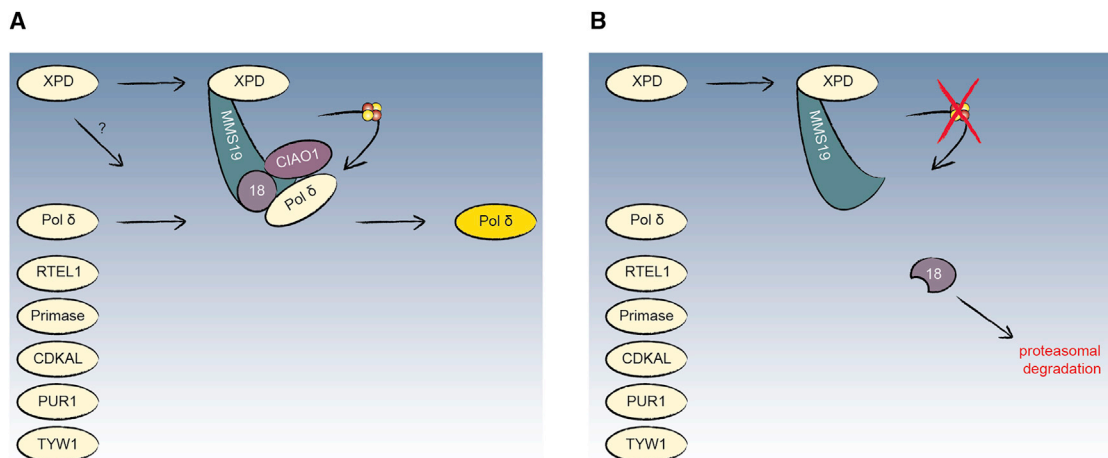 A
XPD
XPD
?
MMS19
CIAO1
18
Pol δ
Pol δ
Pol δ
RTEL1
Primase
CDKAL
PUR1
TYW1
B
XPD
XPD
MMS19
Pol δ
RTEL1
18
Primase
proteasomal
degradation
CDKAL
PUR1
TYW1